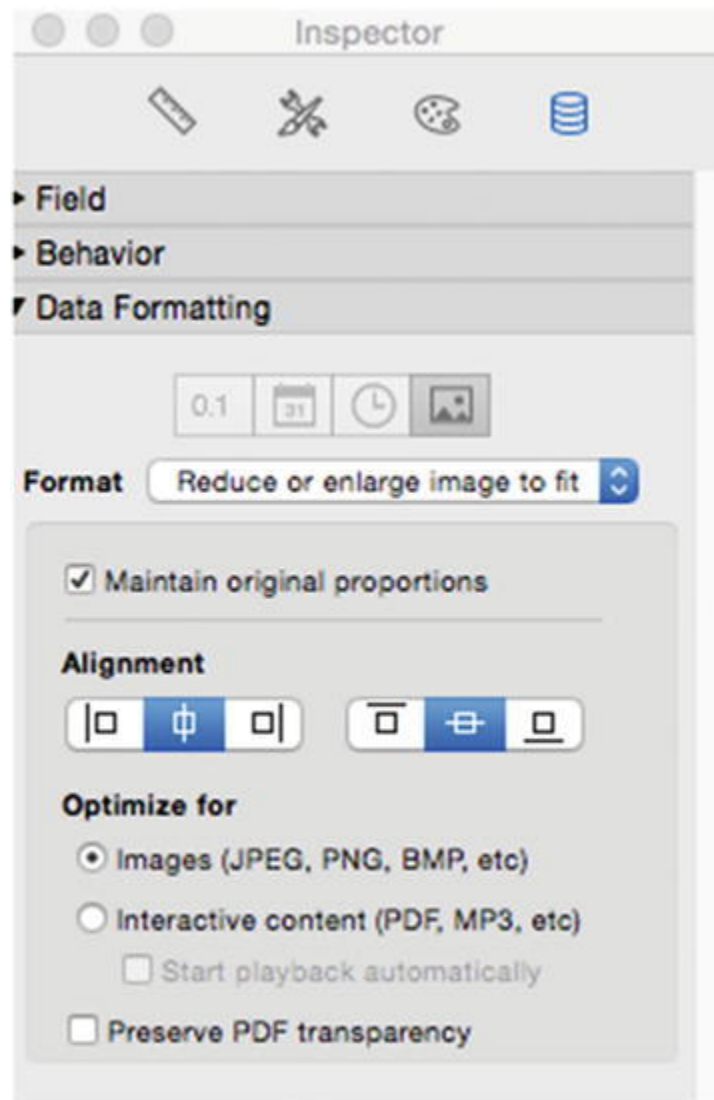 Inspector
Field
Behavior
Data Formatting
0.1
31
Format Reduce or enlarge image to fit
Maintain original proportions
Alignment
Optimize for
Images (JPEG, PNG, BMP, etc)
Interactive content (PDF, MP3, etc)
Start playback automatically
Preserve PDF transparency